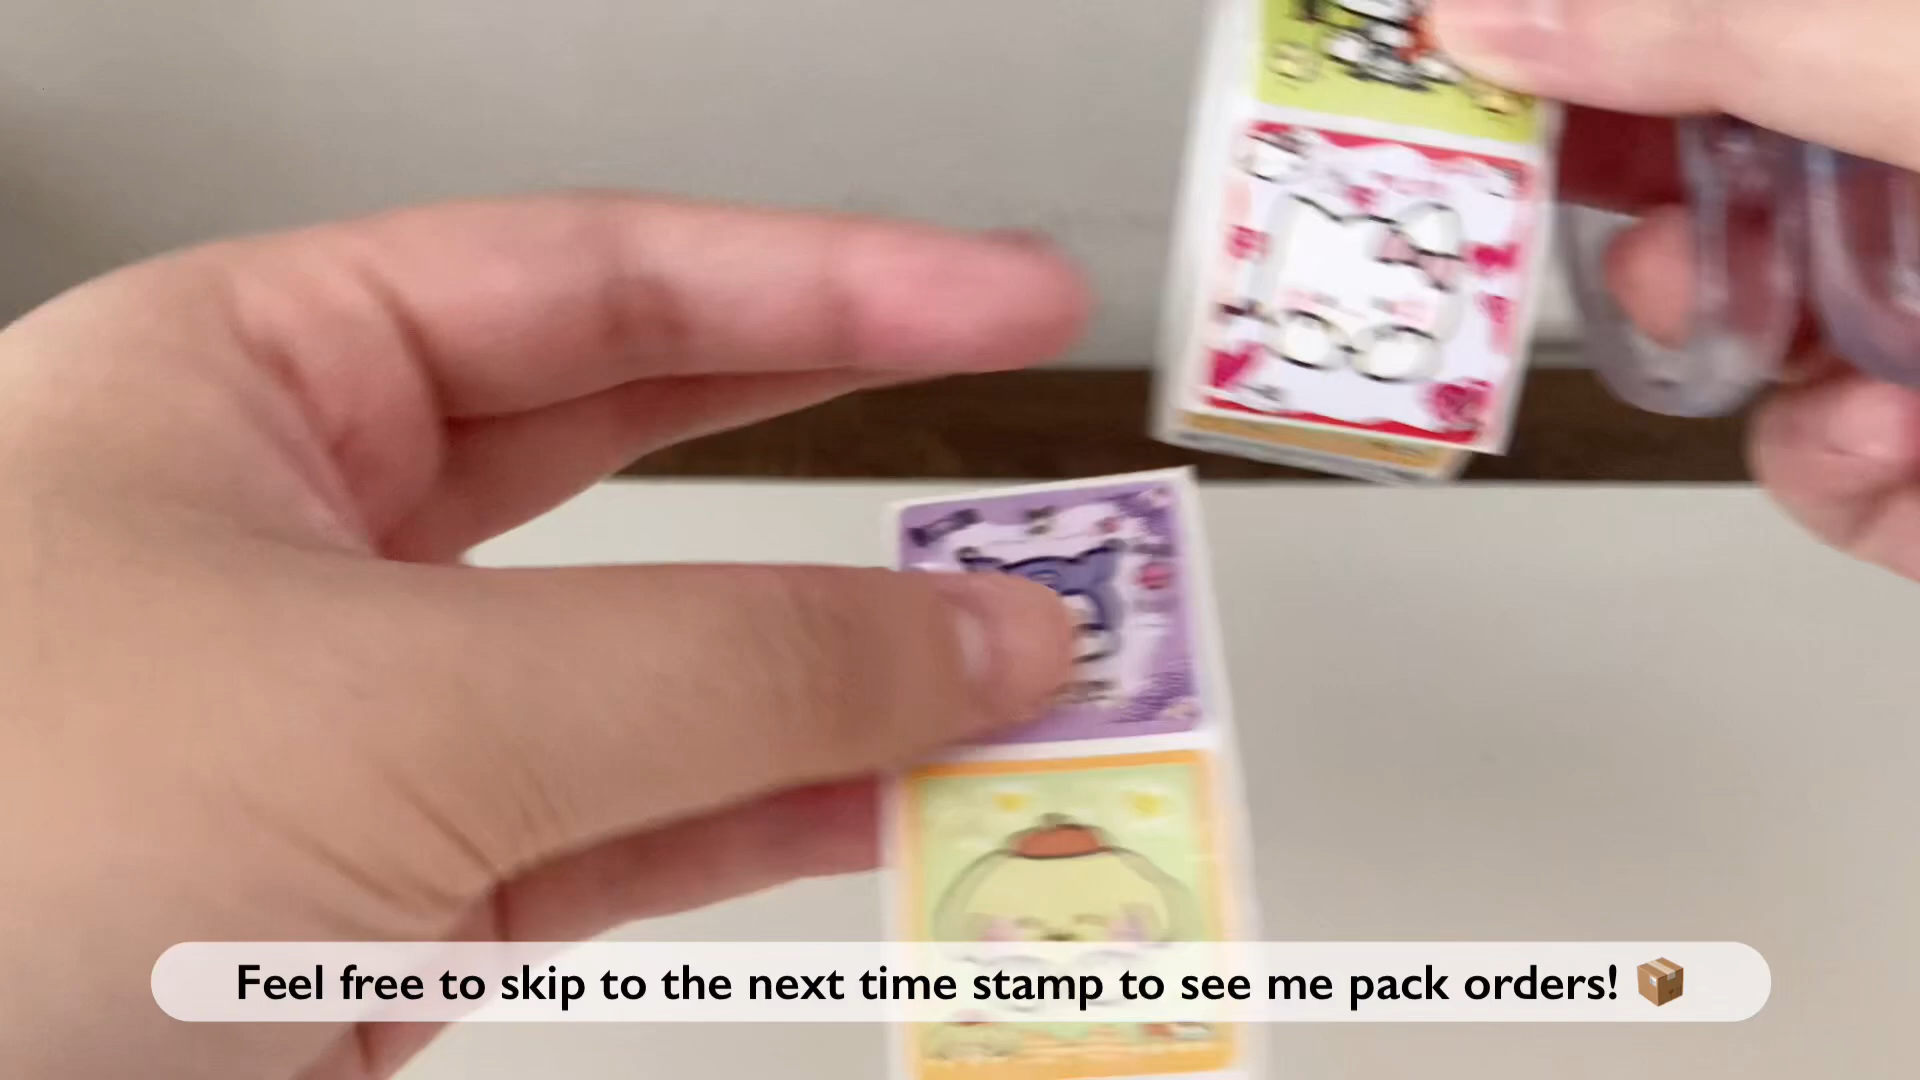 Feel free to skip to the next time stamp to see me pack orders! 📦